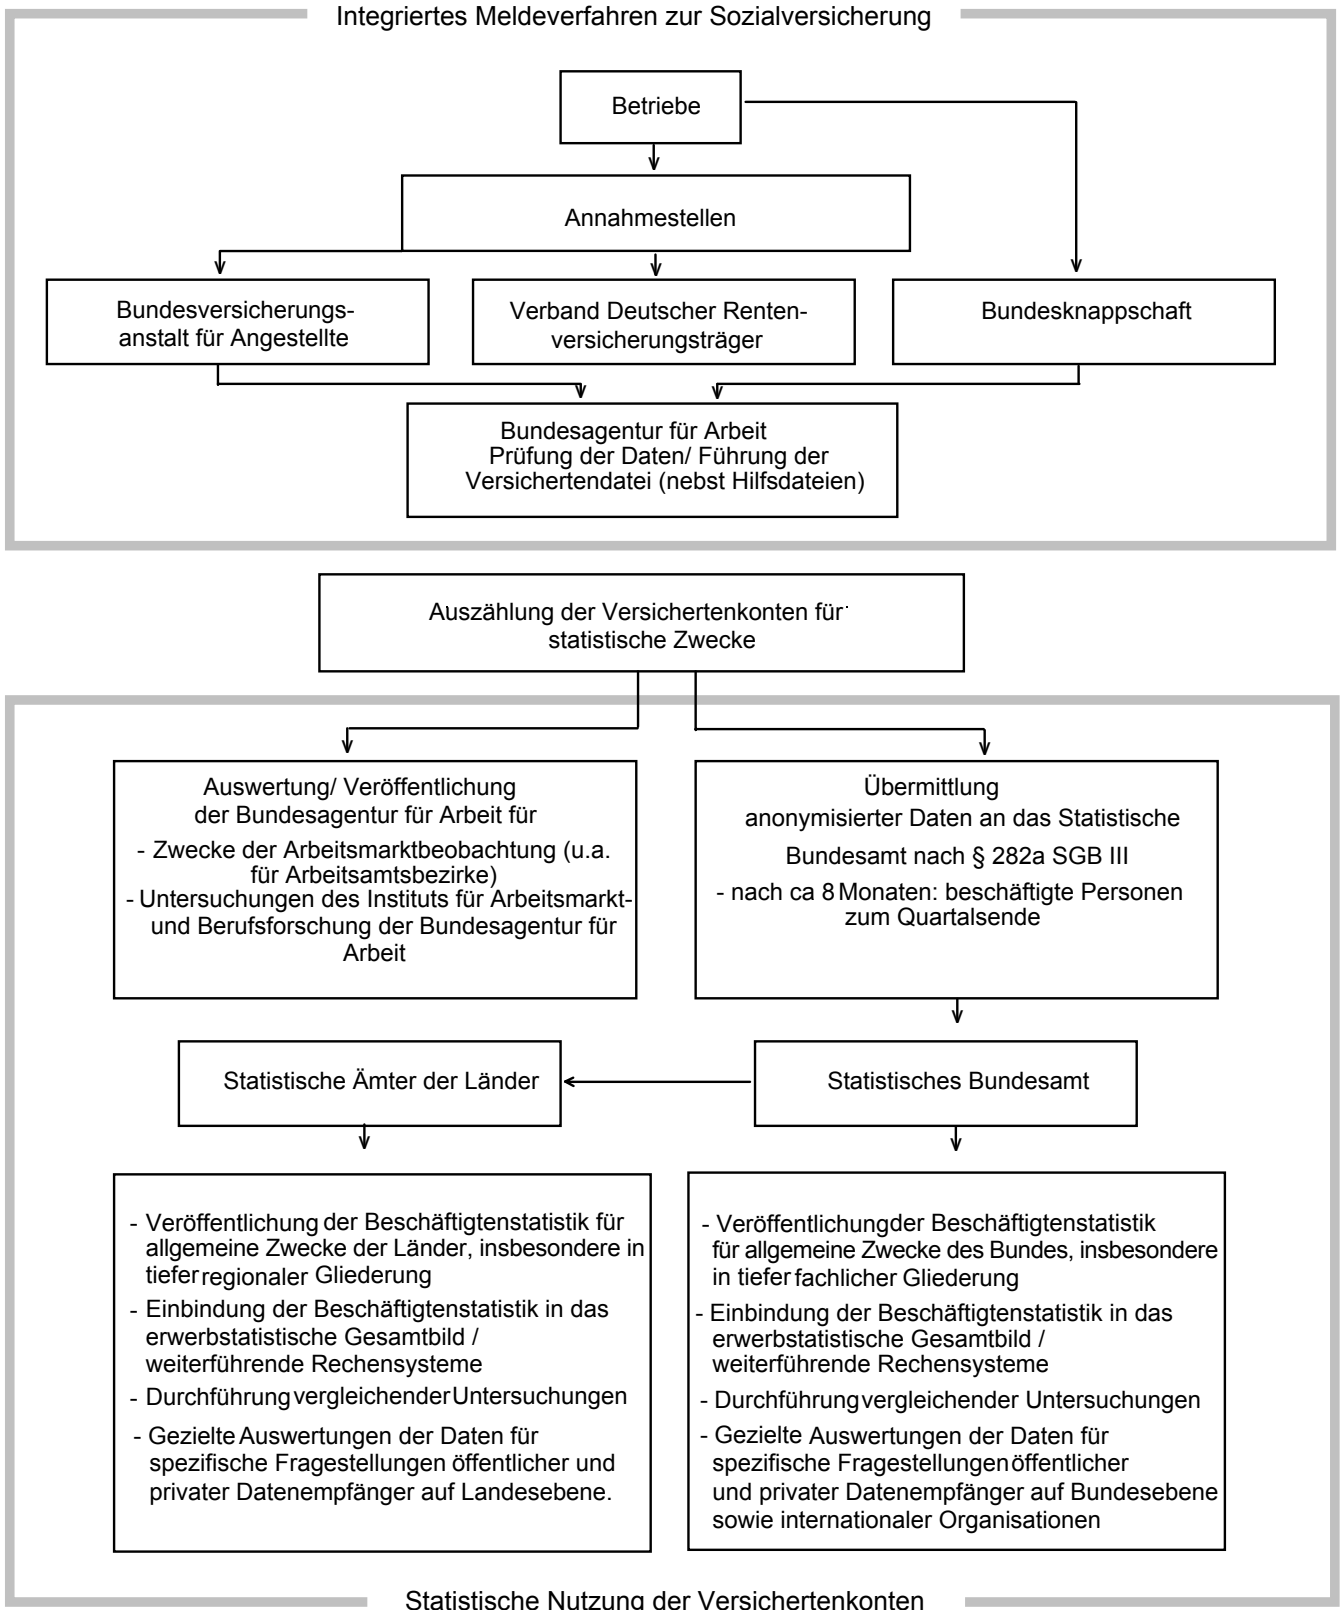 Integriertes Meldeverfahren zur Sozialversicherung
Betriebe
Annahmestellen
Bundesversicherungs-
anstalt für Angestellte
Verband Deutscher Renten-
versicherungsträger
Bundesknappschaft
Bundesagentur für Arbeit
Prüfung der Daten/ Führung der
Versichertendatei (nebst Hilfsdateien)
Auszählung der Versichertenkonten für
statistische Zwecke
Auswertung/ Veröffentlichung
der Bundesagentur für Arbeit für
- Zwecke der Arbeitsmarktbeobachtung (u.a.
für Arbeitsamtsbezirke)
- Untersuchungen des Instituts für Arbeitsmarkt-
und Berufsforschung der Bundesagentur für
Arbeit
Übermittlung
anonymisierter Daten an das Statistische
Bundesamt nach § 282a SGB III
- nach ca 8 Monaten: beschäftigte Personen
zum Quartalsende
Statistische Ämter der Länder
Statistisches Bundesamt
- Veröffentlichung der Beschäftigtenstatistik für
allgemeine Zwecke der Länder, insbesondere in
tiefer regionaler Gliederung
- Einbindung der Beschäftigtenstatistik in das
erwerbstatistische Gesamtbild /
weiterführende Rechensysteme
- Durchführung vergleichender Untersuchungen
- Gezielte Auswertungen der Daten für
spezifische Fragestellungen öffentlicher und
privater Datenempfänger auf Landesebene.
- Veröffentlichung der Beschäftigtenstatistik
für allgemeine Zwecke des Bundes, insbesondere
in tiefer fachlicher Gliederung
- Einbindung der Beschäftigtenstatistik in das
erwerbstatistische Gesamtbild /
weiterführende Rechensysteme
- Durchführung vergleichender Untersuchungen
- Gezielte Auswertungen der Daten für
spezifische Fragestellungen öffentlicher
und privater Datenempfänger auf Bundesebene
sowie internationaler Organisationen
Statistische Nutzung der Versichertenkonten